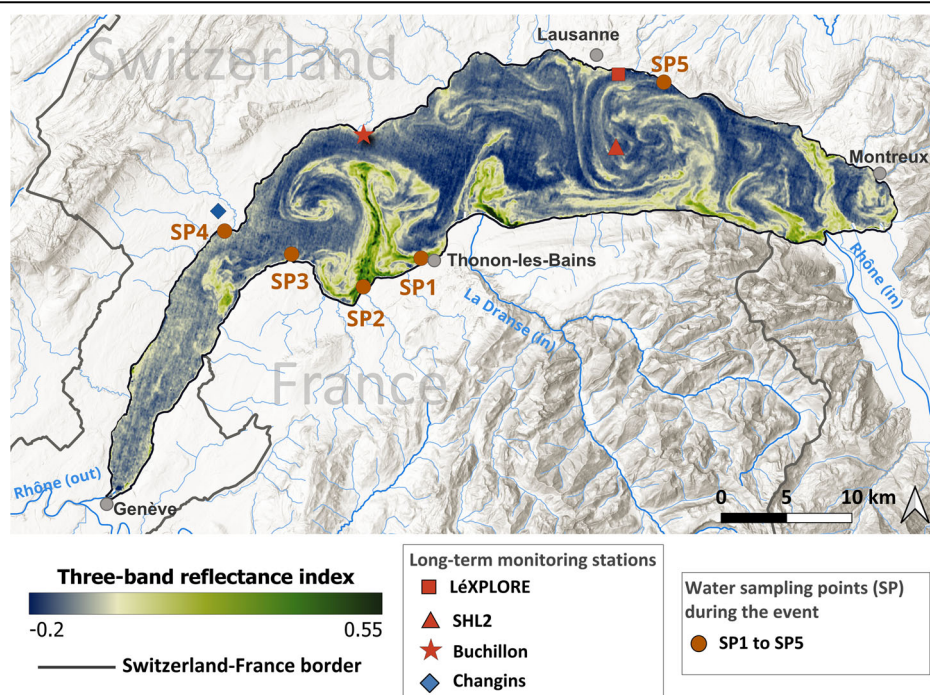 Switzerland
Lausanne
SP5
Montreux
SP4
SP3
SP1
Thonon-les-Bains
SP2
La Dranse (in)
Rhône (in)
France
Rhône (out)
Genève
0 5 10 km
Three-band reflectance index
-0.2 0.55
Switzerland-France border
Long-term monitoring stations
LéXPLORE
SHL2
Buchillon
Changins
Water sampling points (SP)
during the event
SP1 to SP5